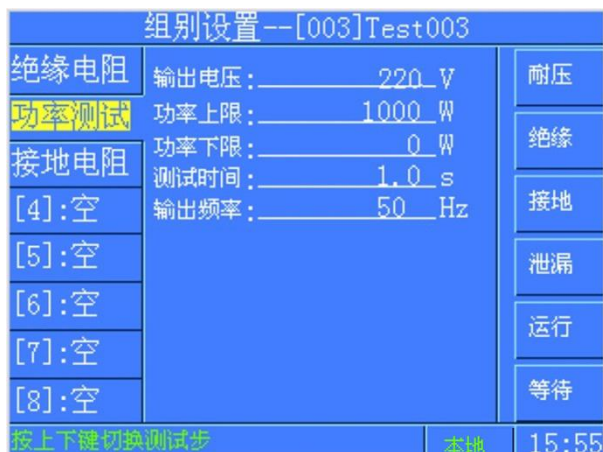 组别设置--[003]Test003
绝缘电阻
功率测试
接地电阻
[4]:空
[5]:空
[6]:空
[7]:空
[8]:空
输出电压: 220 V
功率上限: 1000 W
功率下限: 0 W
测试时间: 1.0 s
输出频率: 50 Hz
耐压
绝缘
接地
泄漏
运行
等待
按上下键切换测试步
本地
15:55